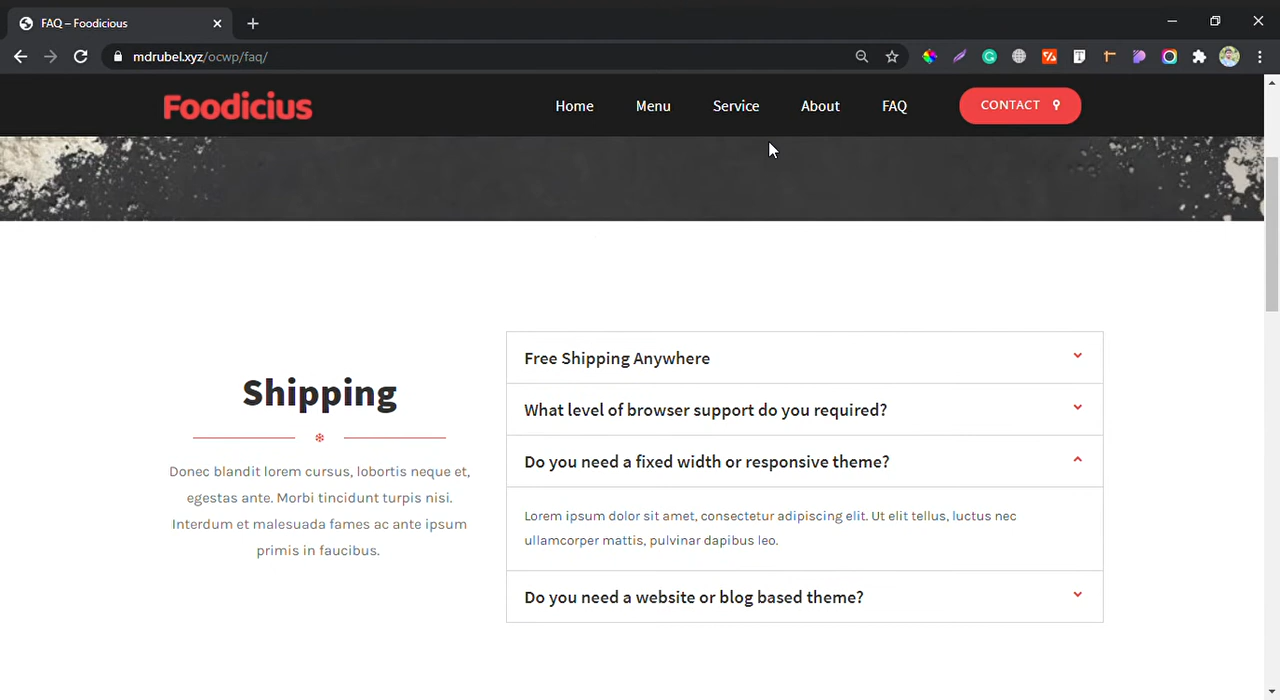 FAQ – Foodicious
mdrubel.xyz/ocwp/faq/
Foodicius
Home
Menu
Service
About
FAQ
CONTACT
Shipping
Donec blandit lorem cursus, lobortis neque et,
egestas ante. Morbi tincidunt turpis nisi.
Interdum et malesuada fames ac ante ipsum
primis in faucibus.
Free Shipping Anywhere
What level of browser support do you required?
Do you need a fixed width or responsive theme?
Lorem ipsum dolor sit amet, consectetur adipiscing elit. Ut elit tellus, luctus nec
ullamcorper mattis, pulvinar dapibus leo.
Do you need a website or blog based theme?